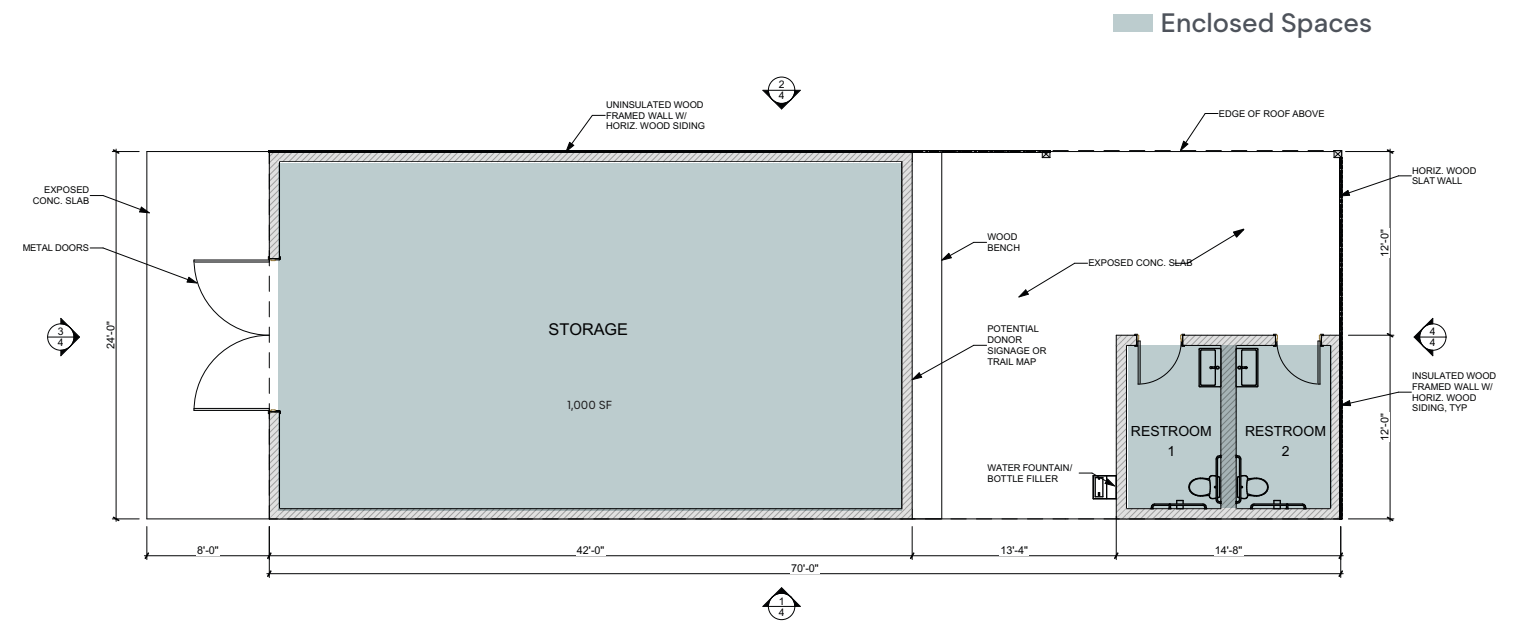 Enclosed Spaces
2
4
UNINSULATED WOOD
FRAMED WALL W/
HORIZ. WOOD SIDING
EDGE OF ROOF ABOVE
EXPOSED
CONC. SLAB
HORIZ. WOOD
SLAT WALL
METAL DOORS
WOOD
BENCH
12'-0"
EXPOSED CONC. SLAB
3
4
24'-0"
STORAGE
1,000 SF
POTENTIAL
DONOR
SIGNAGE OR
TRAIL MAP
4
4
INSULATED WOOD
FRAMED WALL W/
HORIZ. WOOD
SIDING, TYP
12'-0"
RESTROOM
1
RESTROOM
2
WATER FOUNTAIN/
BOTTLE FILLER
8'-0"
42'-0"
13'-4"
14'-8"
70'-0"
1
4